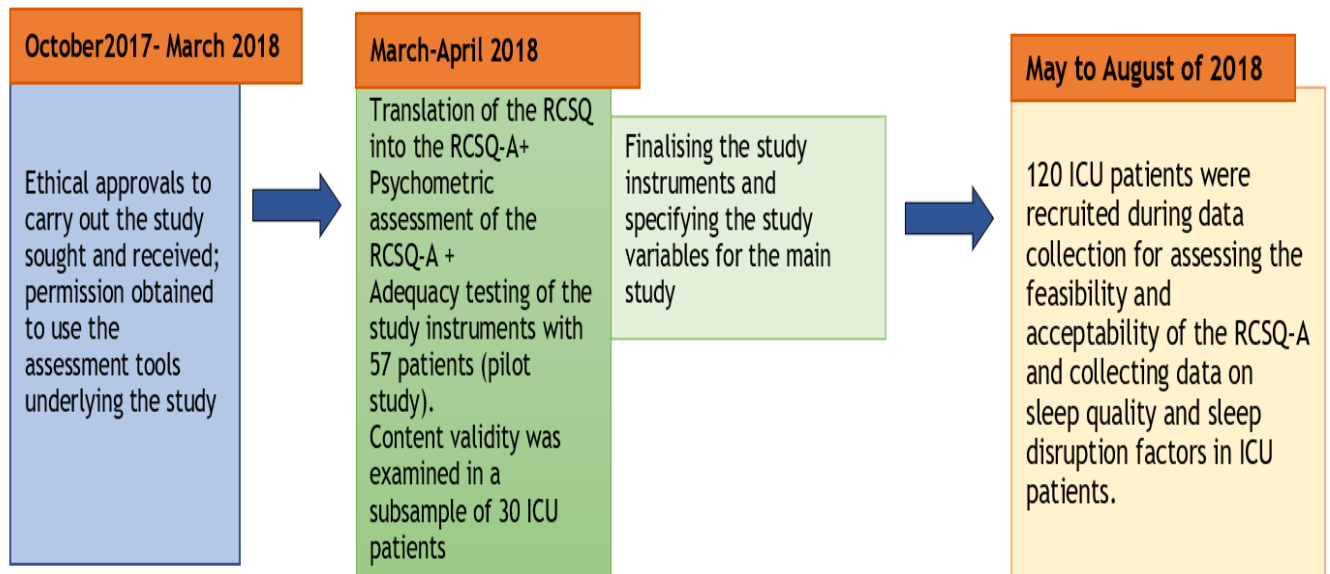 October2017- March 2018
Ethical approvals to
carry out the study
sought and received;
permission obtained
to use the
assessment tools
underlying the study
March-April 2018
Translation of the RCSQ
into the RCSQ-A+
Psychometric
assessment of the
RCSQ-A +
Adequacy testing of the
study instruments with
57 patients (pilot
study).
Content validity was
examined in a
subsample of 30 ICU
patients
Finalising the study
instruments and
specifying the study
variables for the main
study
May to August of 2018
120 ICU patients were
recruited during data
collection for assessing the
feasibility and
acceptability of the RCSQ-A
and collecting data on
sleep quality and sleep
disruption factors in ICU
patients.